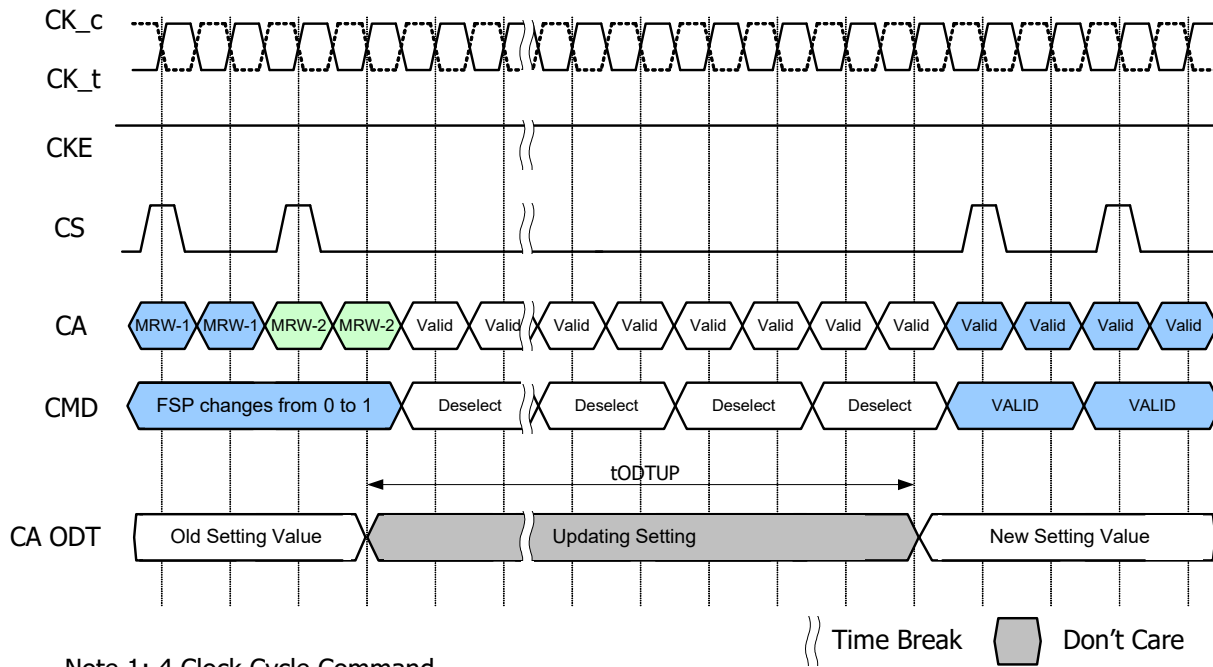 CK_c
CK_t
CKE
CS
CA MRW-1 MRW-1 MRW-2 MRW-2 Valid Valid Valid Valid Valid Valid Valid Valid Valid Valid Valid Valid
CMD FSP changes from 0 to 1 Deselect Deselect Deselect Deselect VALID VALID
tODTUP
CA ODT Old Setting Value Updating Setting New Setting Value
Time Break Don't Care
Note 1: 4 Clock Cycle Command